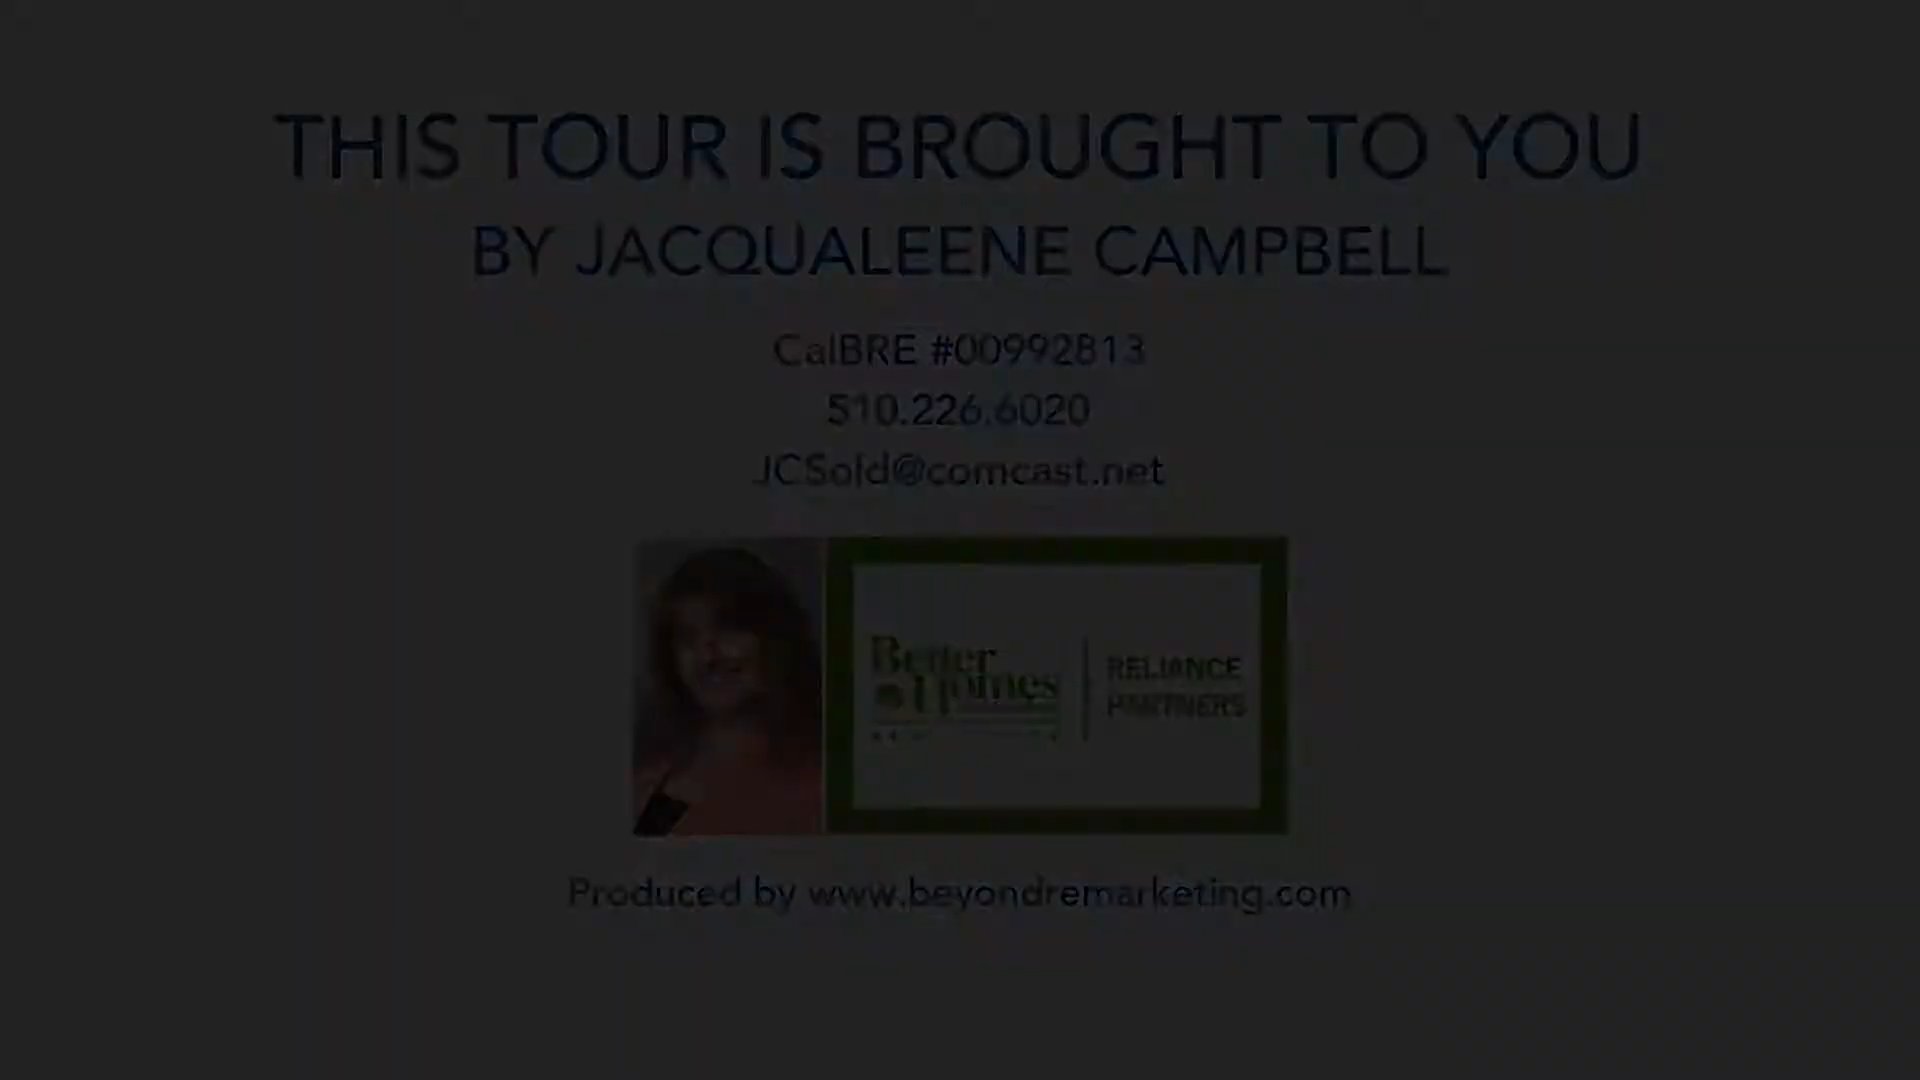 THIS TOUR IS BROUGHT TO YOU
BY JACQUALEENE CAMPBELL
CalBRE #00992813
510.226.6020
JCSold@comcast.net
Better
Homes
RELIANCE
PARTNERS
Produced by www.beyondremarketing.com